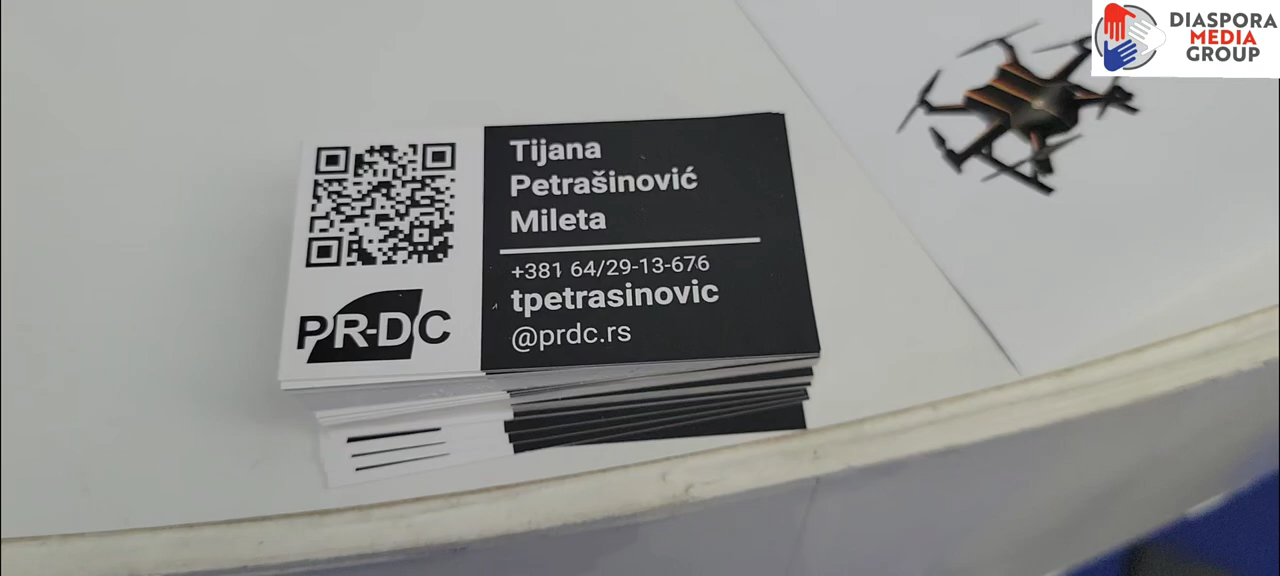 DIASPORA
MEDIA
GROUP
Tijana
Petrašinović
Mileta
+381 64/29-13-676
tpetrasinovic
@prdc.rs
PR-DC